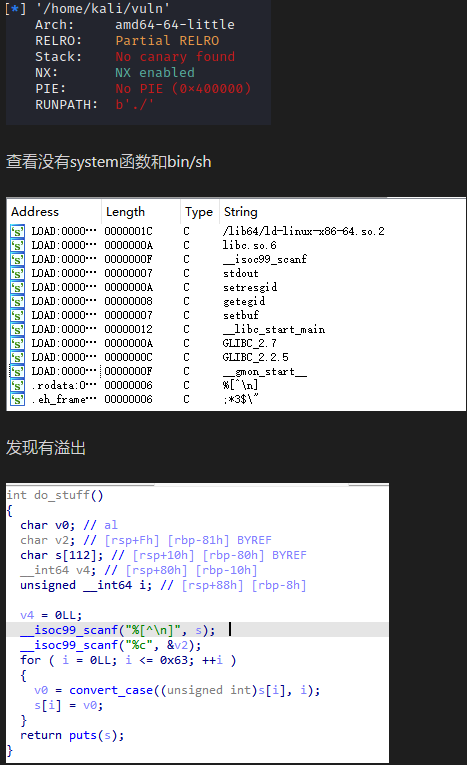 [*] '/home/kali/vuln'
Arch: amd64-64-little
RELRO: Partial RELRO
Stack: No canary found
NX: NX enabled
PIE: No PIE (0×400000)
RUNPATH: b'./'
查看没有system函数和bin/sh
Address Length Type String
's' LOAD:0000… 0000001C C /lib64/ld-linux-x86-64.so.2
's' LOAD:0000… 0000000A C libc.so.6
's' LOAD:0000… 0000000F C __isoc99_scanf
's' LOAD:0000… 00000007 C stdout
's' LOAD:0000… 0000000A C setresgid
's' LOAD:0000… 00000008 C getegid
's' LOAD:0000… 00000007 C setbuf
's' LOAD:0000… 00000012 C __libc_start_main
's' LOAD:0000… 0000000A C GLIBC_2.7
's' LOAD:0000… 0000000C C GLIBC_2.2.5
's' LOAD:0000… 0000000F C __gmon_start__
's' .rodata:0… 00000006 C %[^\n]
's' .eh_frame… 00000006 C ;*3$\"
发现有溢出
int do_stuff()
{
char v0; // al
char v2; // [rsp+Fh] [rbp-81h] BYREF
char s[112]; // [rsp+10h] [rbp-80h] BYREF
__int64 v4; // [rsp+80h] [rbp-10h]
unsigned __int64 i; // [rsp+88h] [rbp-8h]
v4 = 0LL;
__isoc99_scanf("%[^\n]", s);
__isoc99_scanf("%c", &v2);
for ( i = 0LL; i <= 0x63; ++i )
{
v0 = convert_case((unsigned int)s[i], i);
s[i] = v0;
}
return puts(s);
}